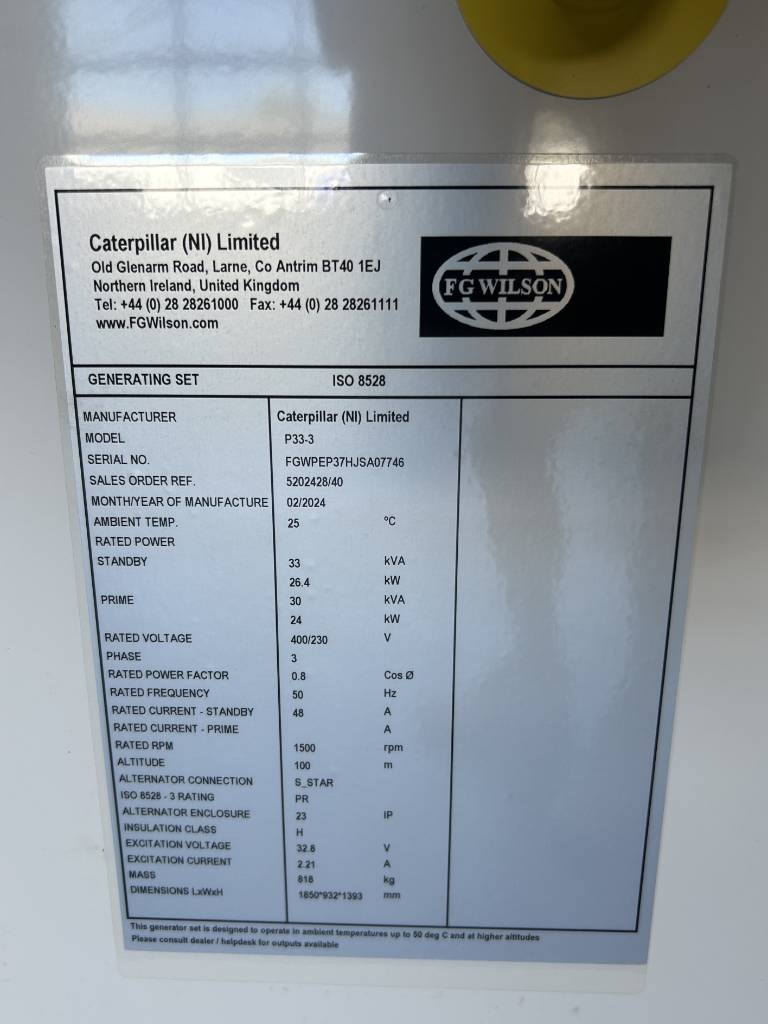 Caterpillar (NI) Limited
Old Glenarm Road, Larne, Co Antrim BT40 1EJ
Northern Ireland, United Kingdom
Tel: +44 (0) 28 28261000 Fax: +44 (0) 28 28261111
www.FGWilson.com
FG WILSON
GENERATING SET ISO 8528
MANUFACTURER Caterpillar (NI) Limited
MODEL P33-3
SERIAL NO. FGWPEP37HJSA07746
SALES ORDER REF. 5202428/40
MONTH/YEAR OF MANUFACTURE 02/2024
AMBIENT TEMP. 25 °C
RATED POWER
STANDBY 33 kVA
26.4 kW
PRIME 30 kVA
24 kW
RATED VOLTAGE 400/230 V
PHASE 3
RATED POWER FACTOR 0.8 Cos Ø
RATED FREQUENCY 50 Hz
RATED CURRENT - STANDBY 48 A
RATED CURRENT - PRIME A
RATED RPM 1500 rpm
ALTITUDE 100 m
ALTERNATOR CONNECTION S_STAR
ISO 8528 - 3 RATING PR
ALTERNATOR ENCLOSURE 23 IP
INSULATION CLASS H
EXCITATION VOLTAGE 32.8 V
EXCITATION CURRENT 2.21 A
MASS 818 kg
DIMENSIONS LxWxH 1850*932*1393 mm
This generator set is designed to operate in ambient temperatures up to 50 deg C and at higher altitudes
Please consult dealer / helpdesk for outputs available